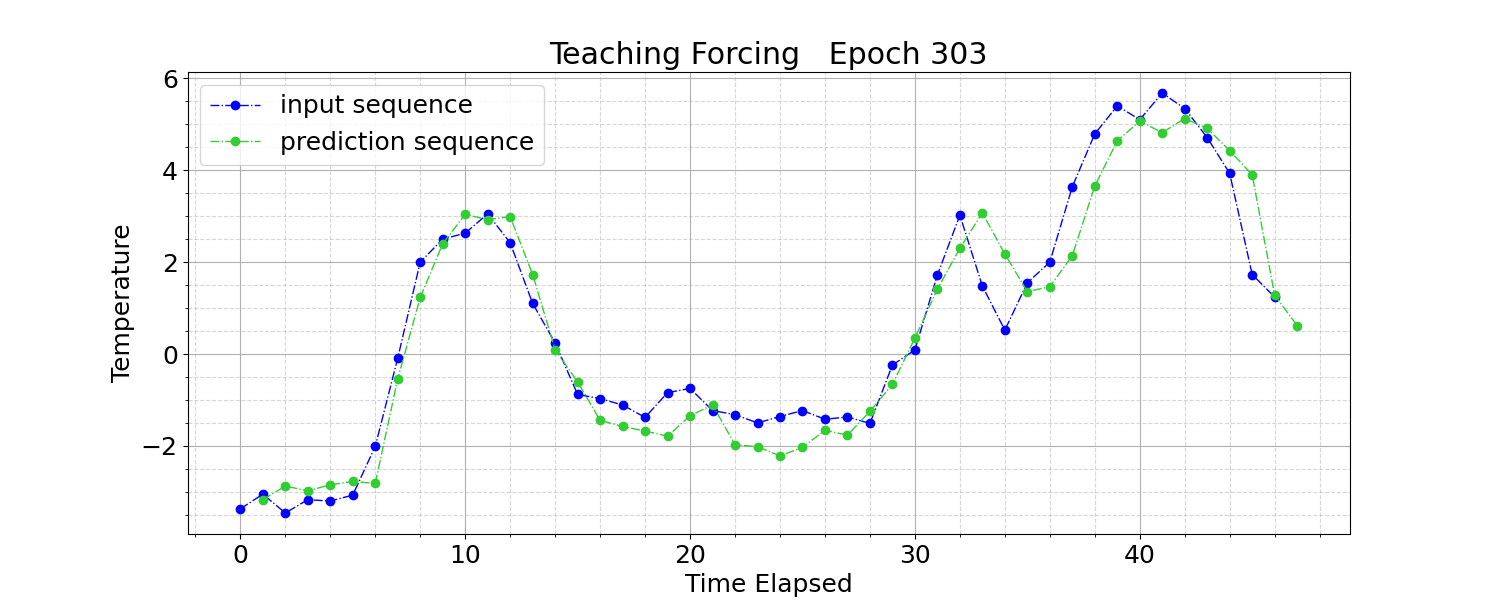 Teaching Forcing   Epoch 303
input sequence
prediction sequence
6
4
2
0
−2
Temperature
0 10 20 30 40
Time Elapsed